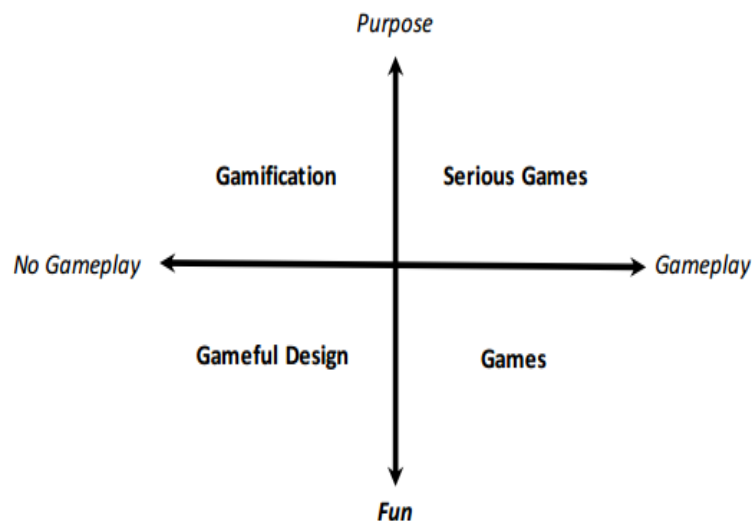 Purpose
Gamification
Serious Games
No Gameplay
Gameplay
Gameful Design
Games
Fun